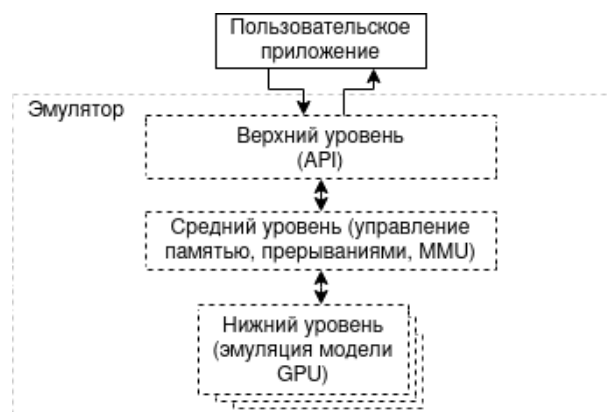 Пользовательское
приложение
Эмулятор
Верхний уровень
(API)
Средний уровень (управление
памятью, прерываниями, MMU)
Нижний уровень
(эмуляция модели
GPU)